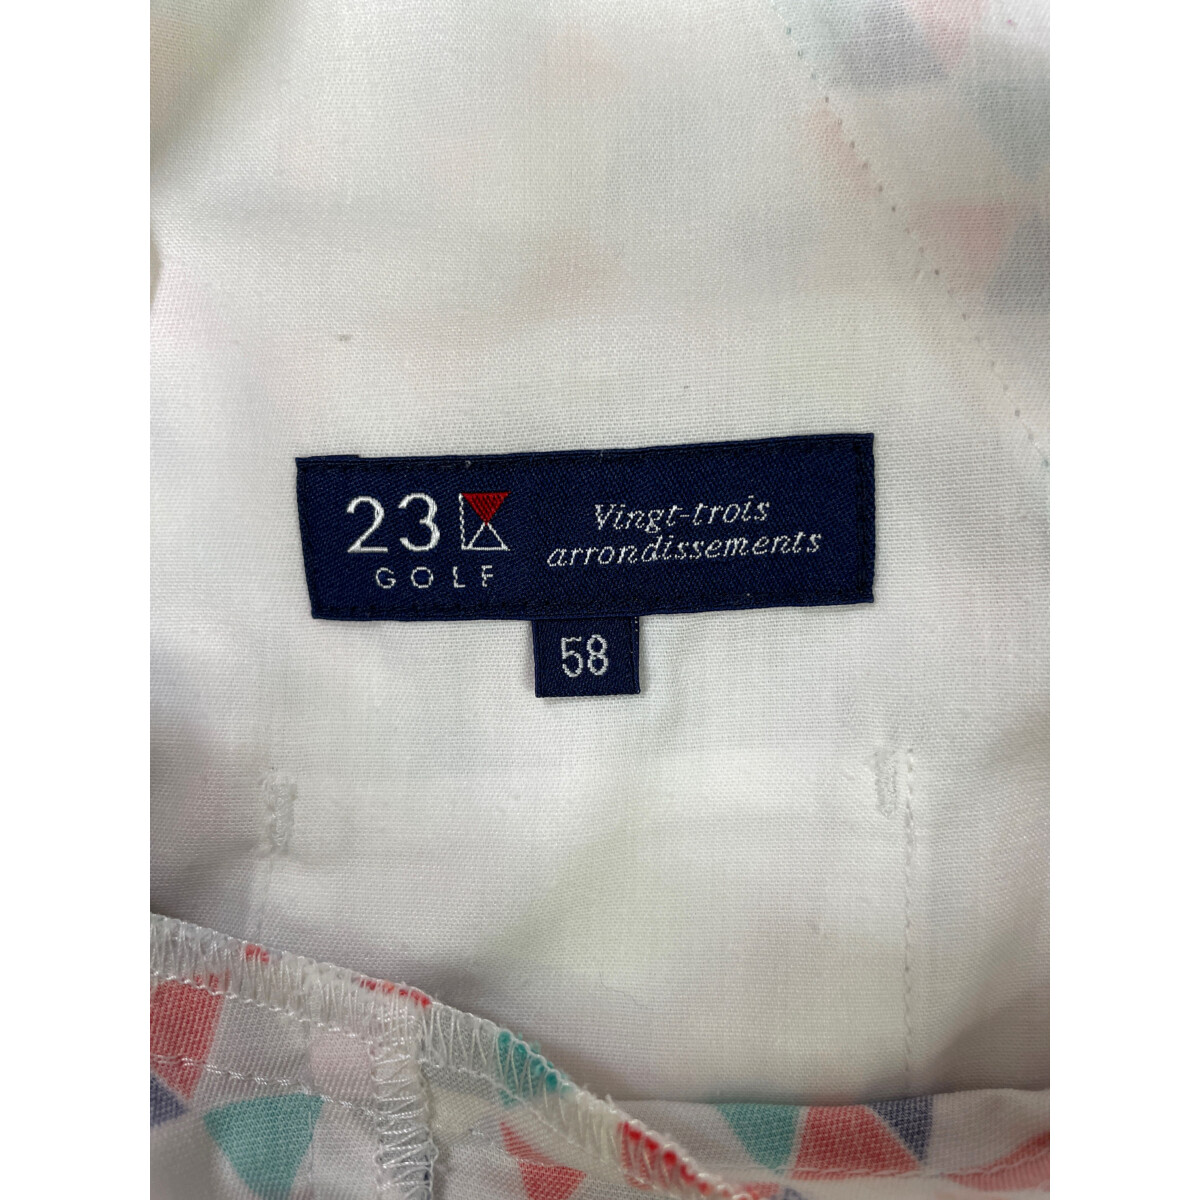 23
GOLF
Vingt-trois
arrondissements
58